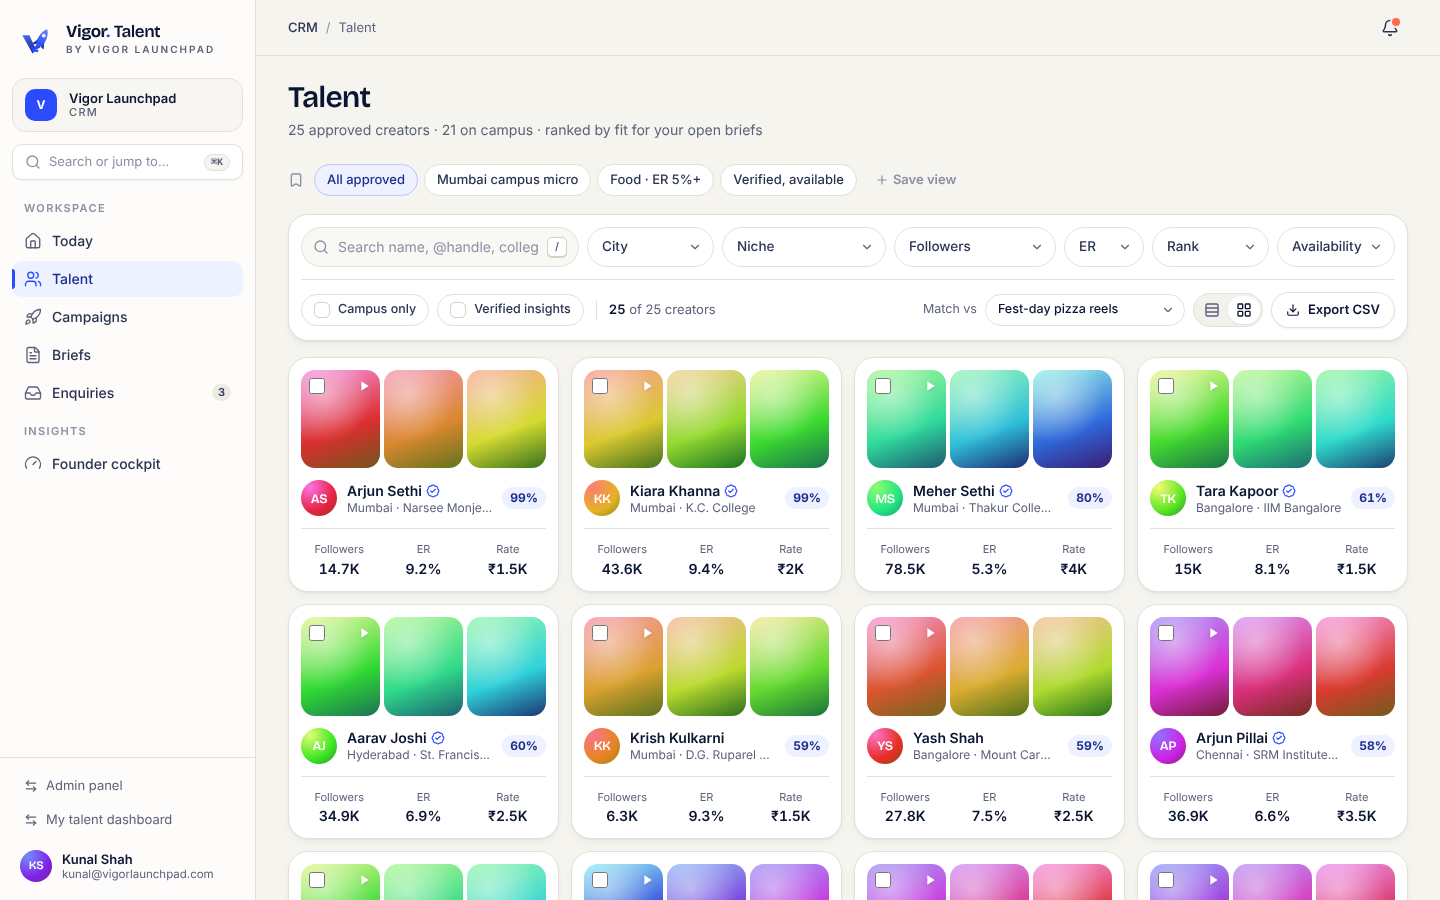 Vigor. Talent
BY VIGOR LAUNCHPAD
V
Vigor Launchpad
CRM
Search or jump to...
⌘K
WORKSPACE
Today
Talent
Campaigns
Briefs
Enquiries
3
INSIGHTS
Founder cockpit
Admin panel
My talent dashboard
KS
Kunal Shah
kunal@vigorlaunchpad.com
CRM / Talent
Talent
25 approved creators · 21 on campus · ranked by fit for your open briefs
All approved
Mumbai campus micro
Food · ER 5%+
Verified, available
+ Save view
Search name, @handle, colleg
/
City
Niche
Followers
ER
Rank
Availability
Campus only
Verified insights
25 of 25 creators
Match vs
Fest-day pizza reels
Export CSV
AS
Arjun Sethi
Mumbai · Narsee Monje...
99%
Followers ER Rate
14.7K 9.2% ₹1.5K
KK
Kiara Khanna
Mumbai · K.C. College
99%
Followers ER Rate
43.6K 9.4% ₹2K
MS
Meher Sethi
Mumbai · Thakur Colle...
80%
Followers ER Rate
78.5K 5.3% ₹4K
TK
Tara Kapoor
Bangalore · IIM Bangalore
61%
Followers ER Rate
15K 8.1% ₹1.5K
AJ
Aarav Joshi
Hyderabad · St. Francis...
60%
Followers ER Rate
34.9K 6.9% ₹2.5K
KK
Krish Kulkarni
Mumbai · D.G. Ruparel ...
59%
Followers ER Rate
6.3K 9.3% ₹1.5K
YS
Yash Shah
Bangalore · Mount Car...
59%
Followers ER Rate
27.8K 7.5% ₹2.5K
AP
Arjun Pillai
Chennai · SRM Institute...
58%
Followers ER Rate
36.9K 6.6% ₹3.5K